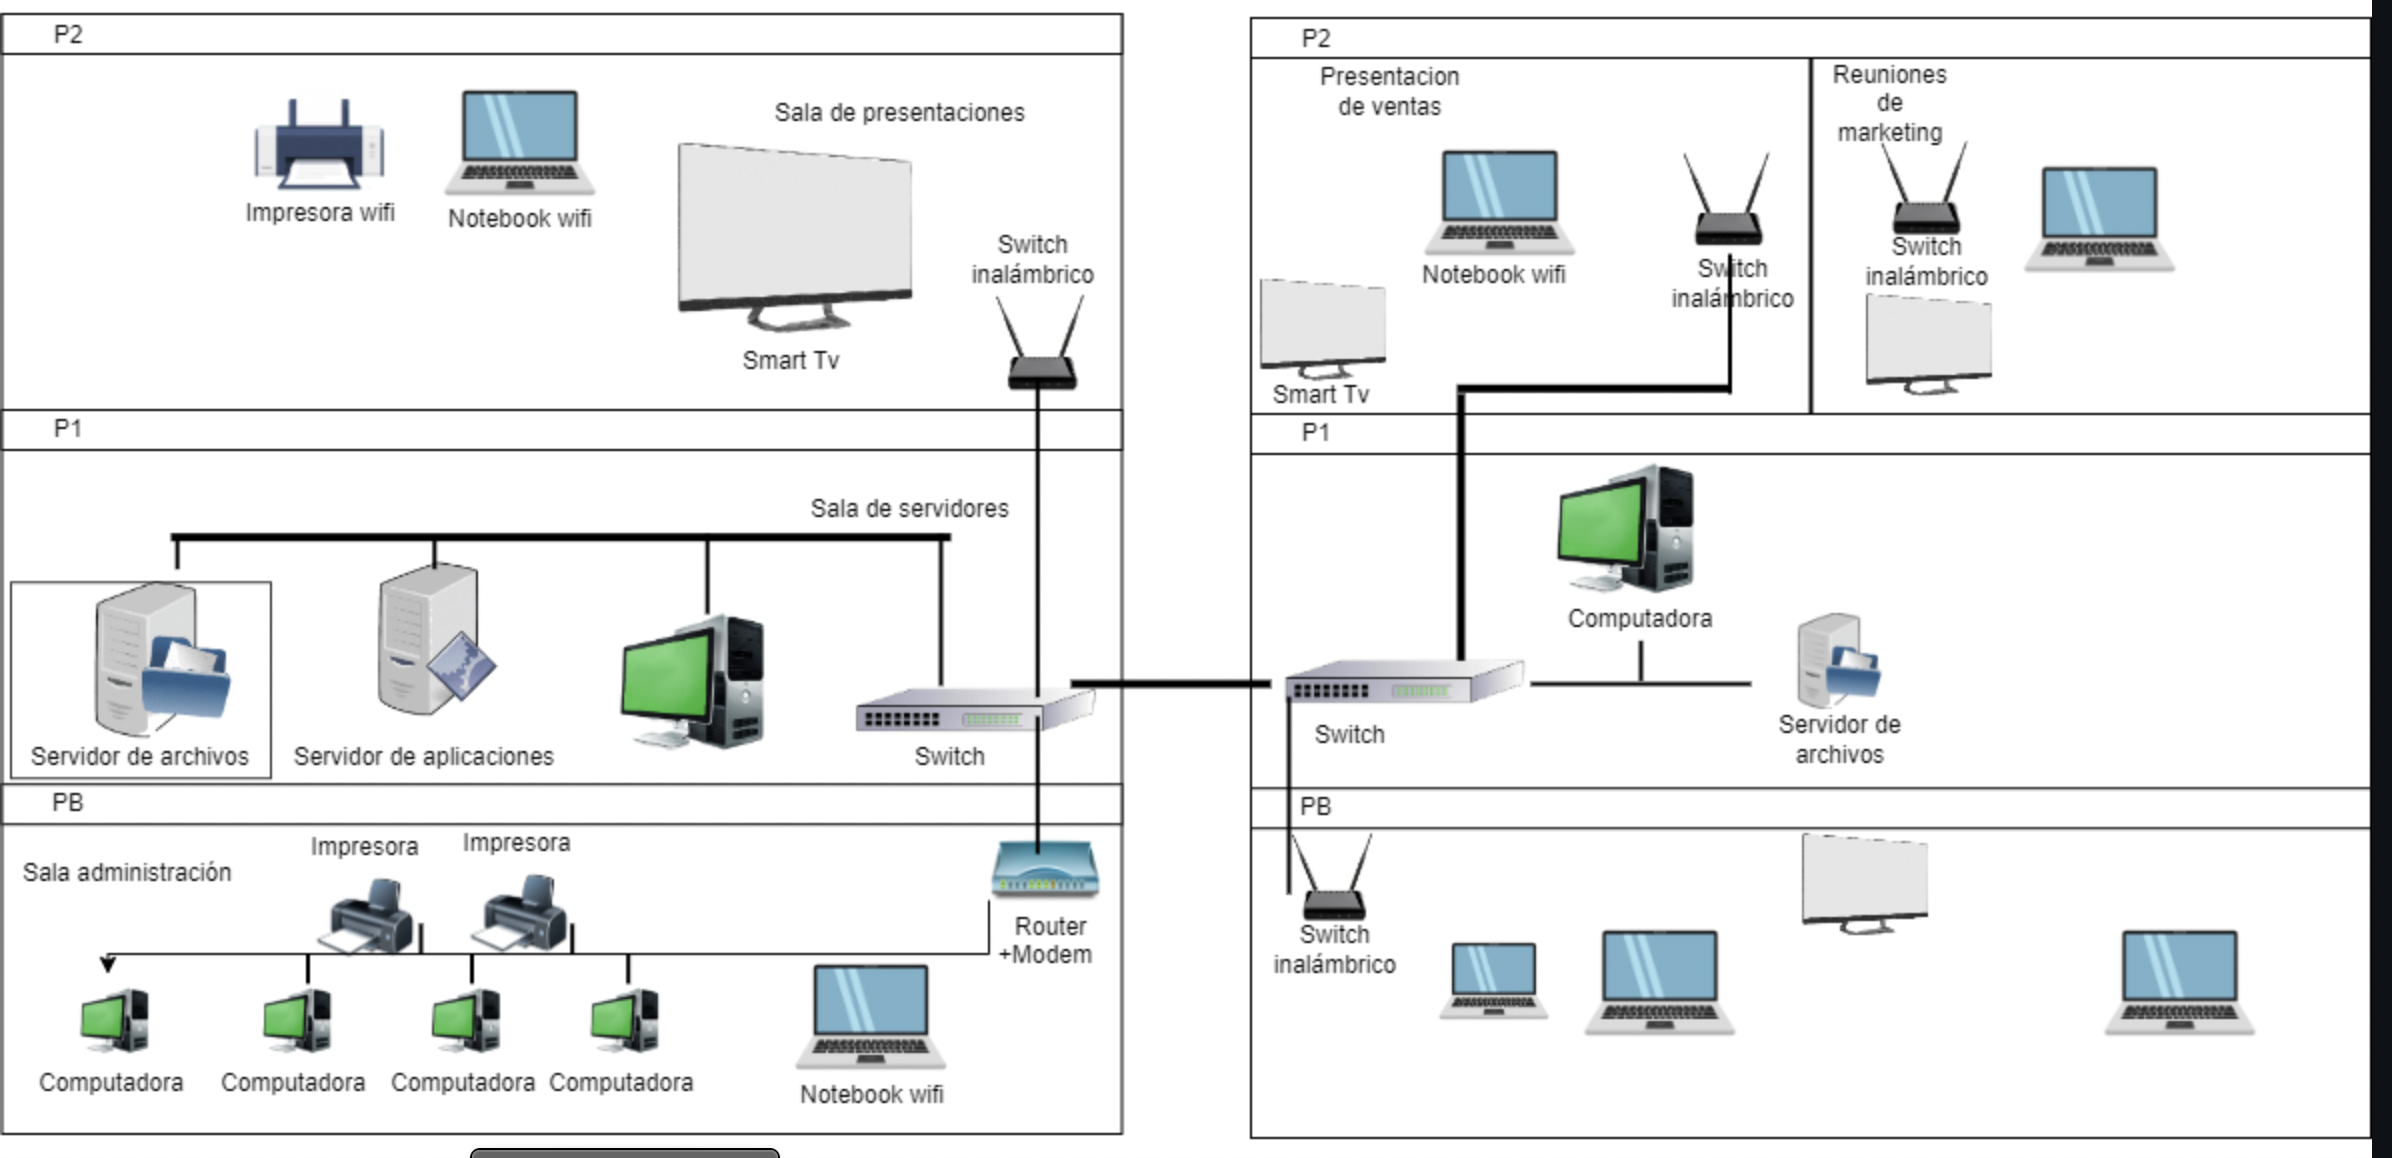 P2
Sala de presentaciones
Impresora wifi
Notebook wifi
Switch
inalámbrico
Smart Tv
P1
Sala de servidores
Servidor de archivos
Servidor de aplicaciones
Switch
PB
Impresora
Impresora
Sala administración
Router
+Modem
Computadora
Computadora
Computadora
Computadora
Notebook wifi
P2
Presentacion
de ventas
Reuniones
de
marketing
Notebook wifi
Switch
inalámbrico
Switch
inalámbrico
Smart Tv
P1
Computadora
Switch
Servidor de
archivos
PB
Switch
inalámbrico